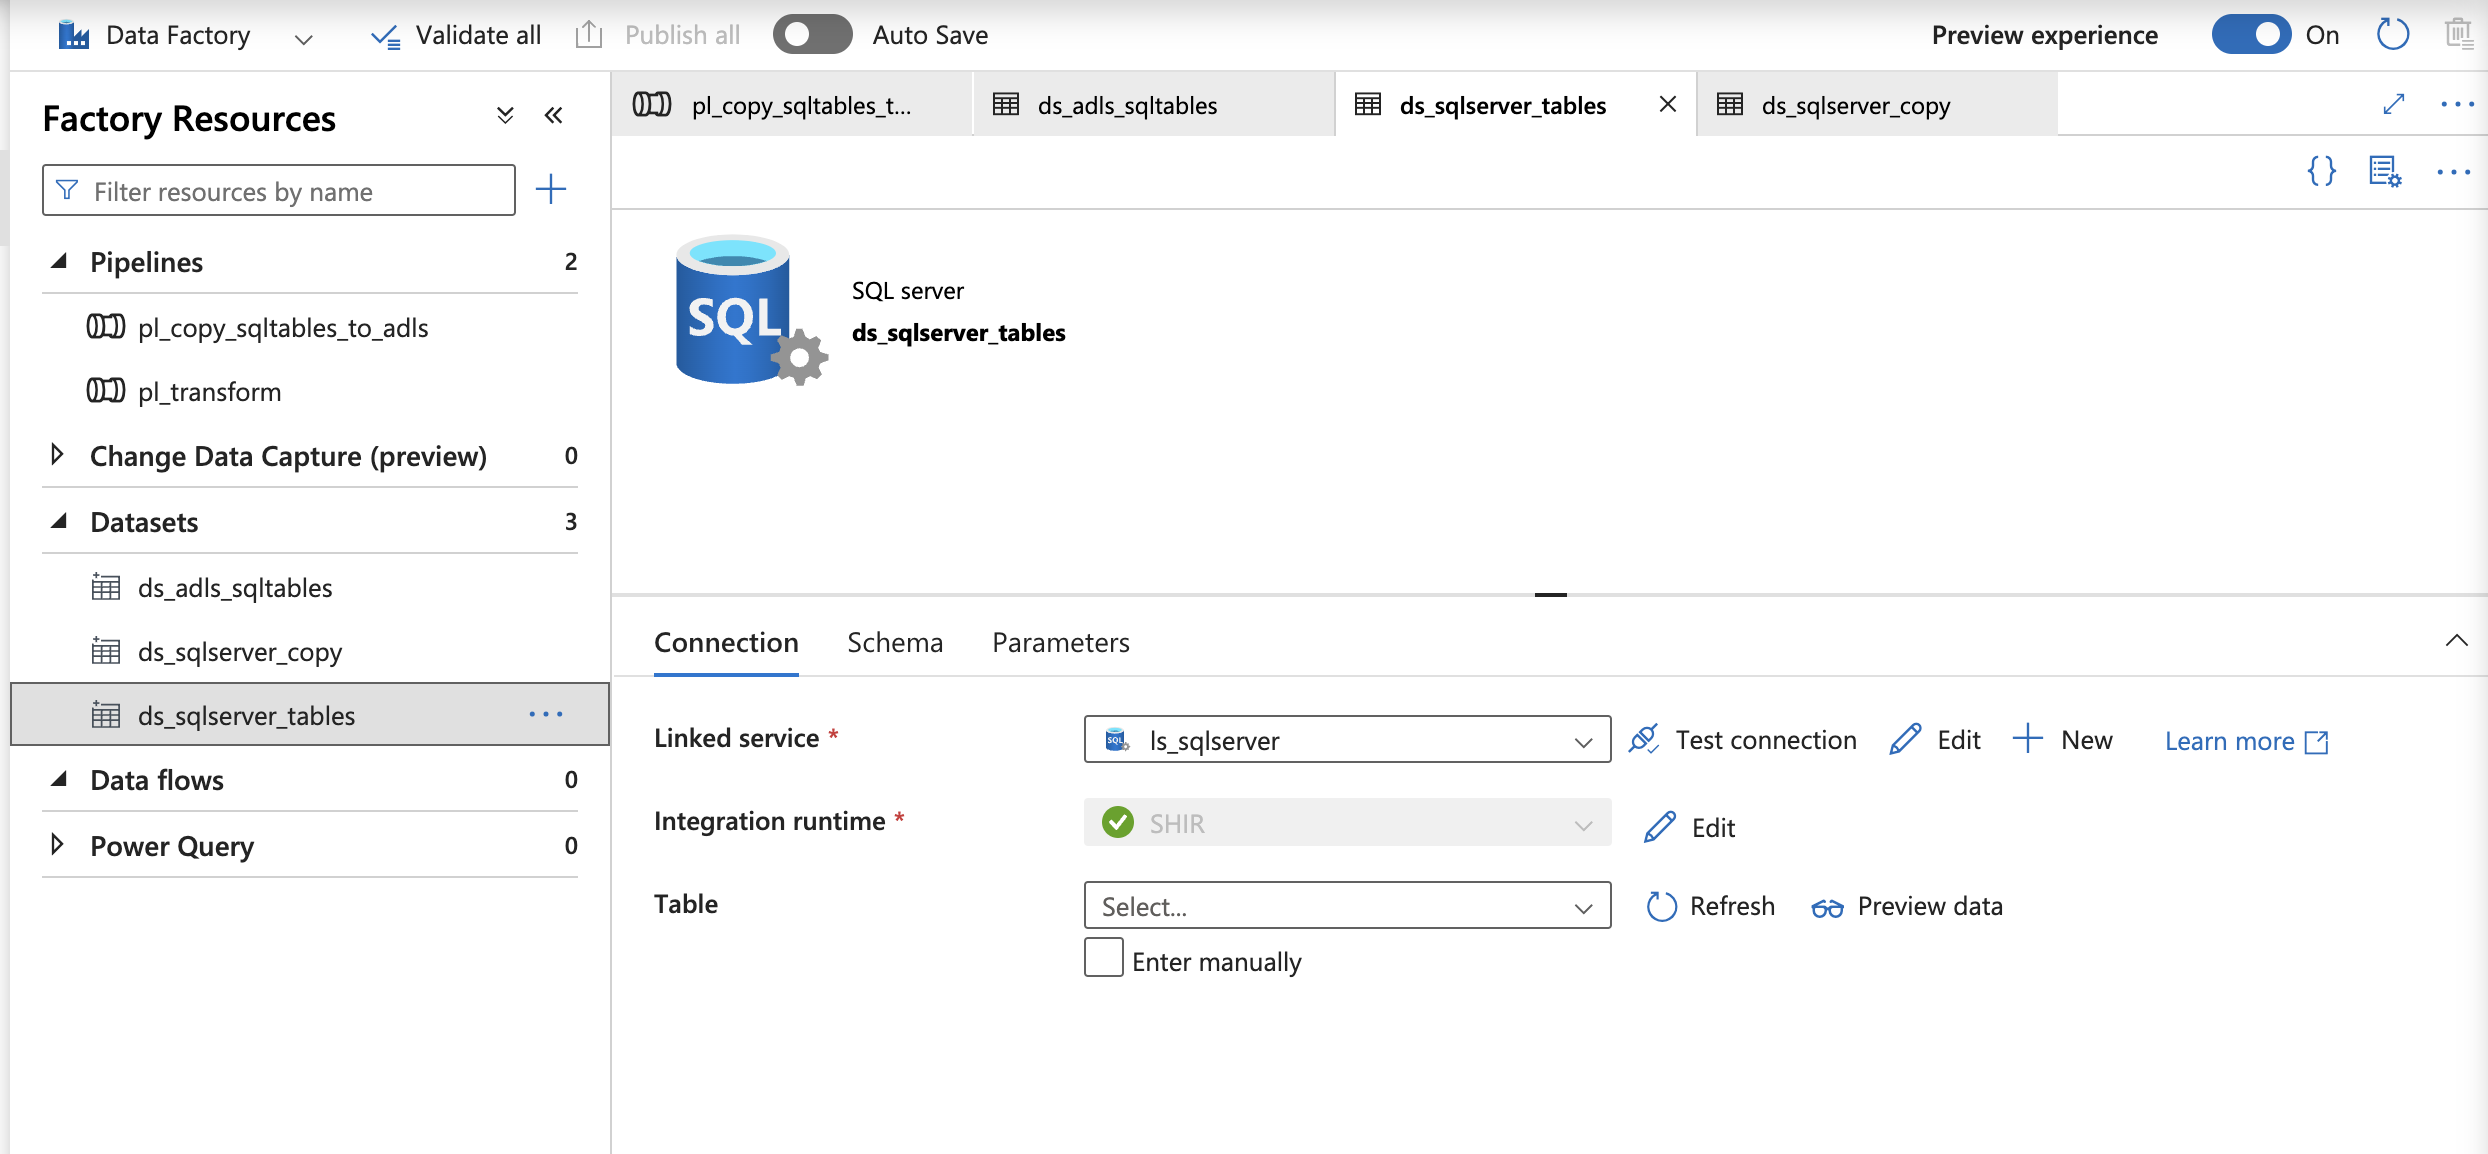 Data Factory
Validate all
Publish all
Auto Save
Preview experience
On
Factory Resources
Filter resources by name
Pipelines 2
pl_copy_sqltables_to_adls
pl_transform
Change Data Capture (preview) 0
Datasets 3
ds_adls_sqltables
ds_sqlserver_copy
ds_sqlserver_tables
Data flows 0
Power Query 0
pl_copy_sqltables_t...
ds_adls_sqltables
ds_sqlserver_tables
ds_sqlserver_copy
SQL
SQL server
ds_sqlserver_tables
Connection Schema Parameters
Linked service * SQL ls_sqlserver Test connection Edit New Learn more
Integration runtime * SHIR Edit
Table Select... Refresh Preview data
Enter manually